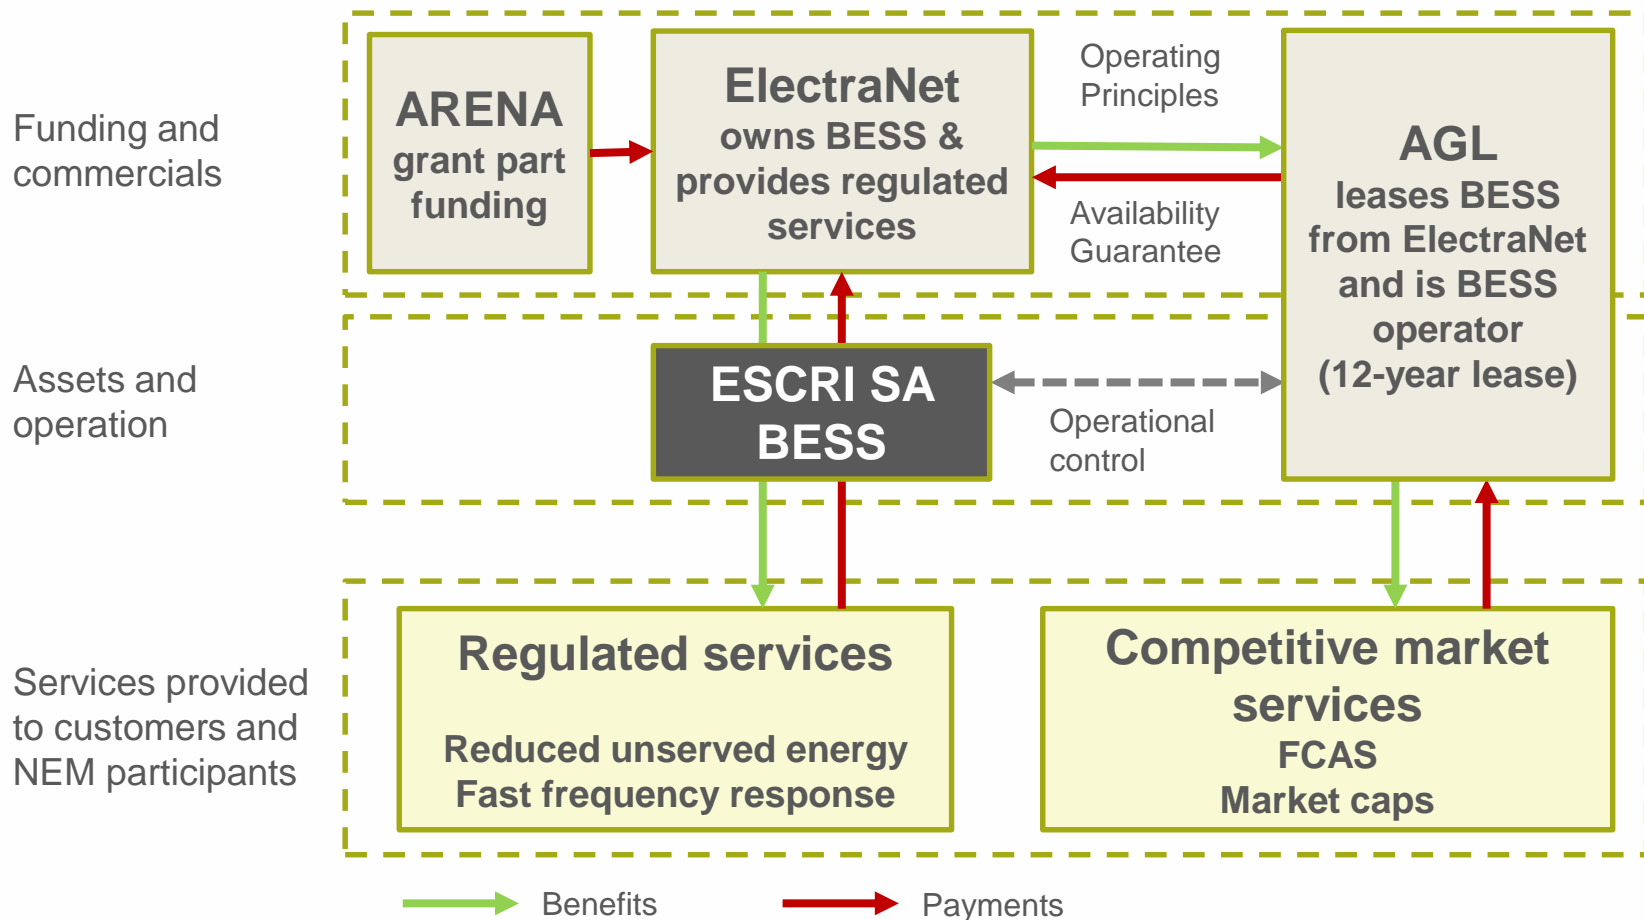 Funding and
commercials
ARENA
grant part
funding
ElectraNet
owns BESS &
provides regulated
services
Operating
Principles
Availability
Guarantee
AGL
leases BESS
from ElectraNet
and is BESS
operator
(12-year lease)
Assets and
operation
ESCRI SA
BESS
Operational
control
Services provided
to customers and
NEM participants
Regulated services
Reduced unserved energy
Fast frequency response
Competitive market
services
FCAS
Market caps
Benefits
Payments